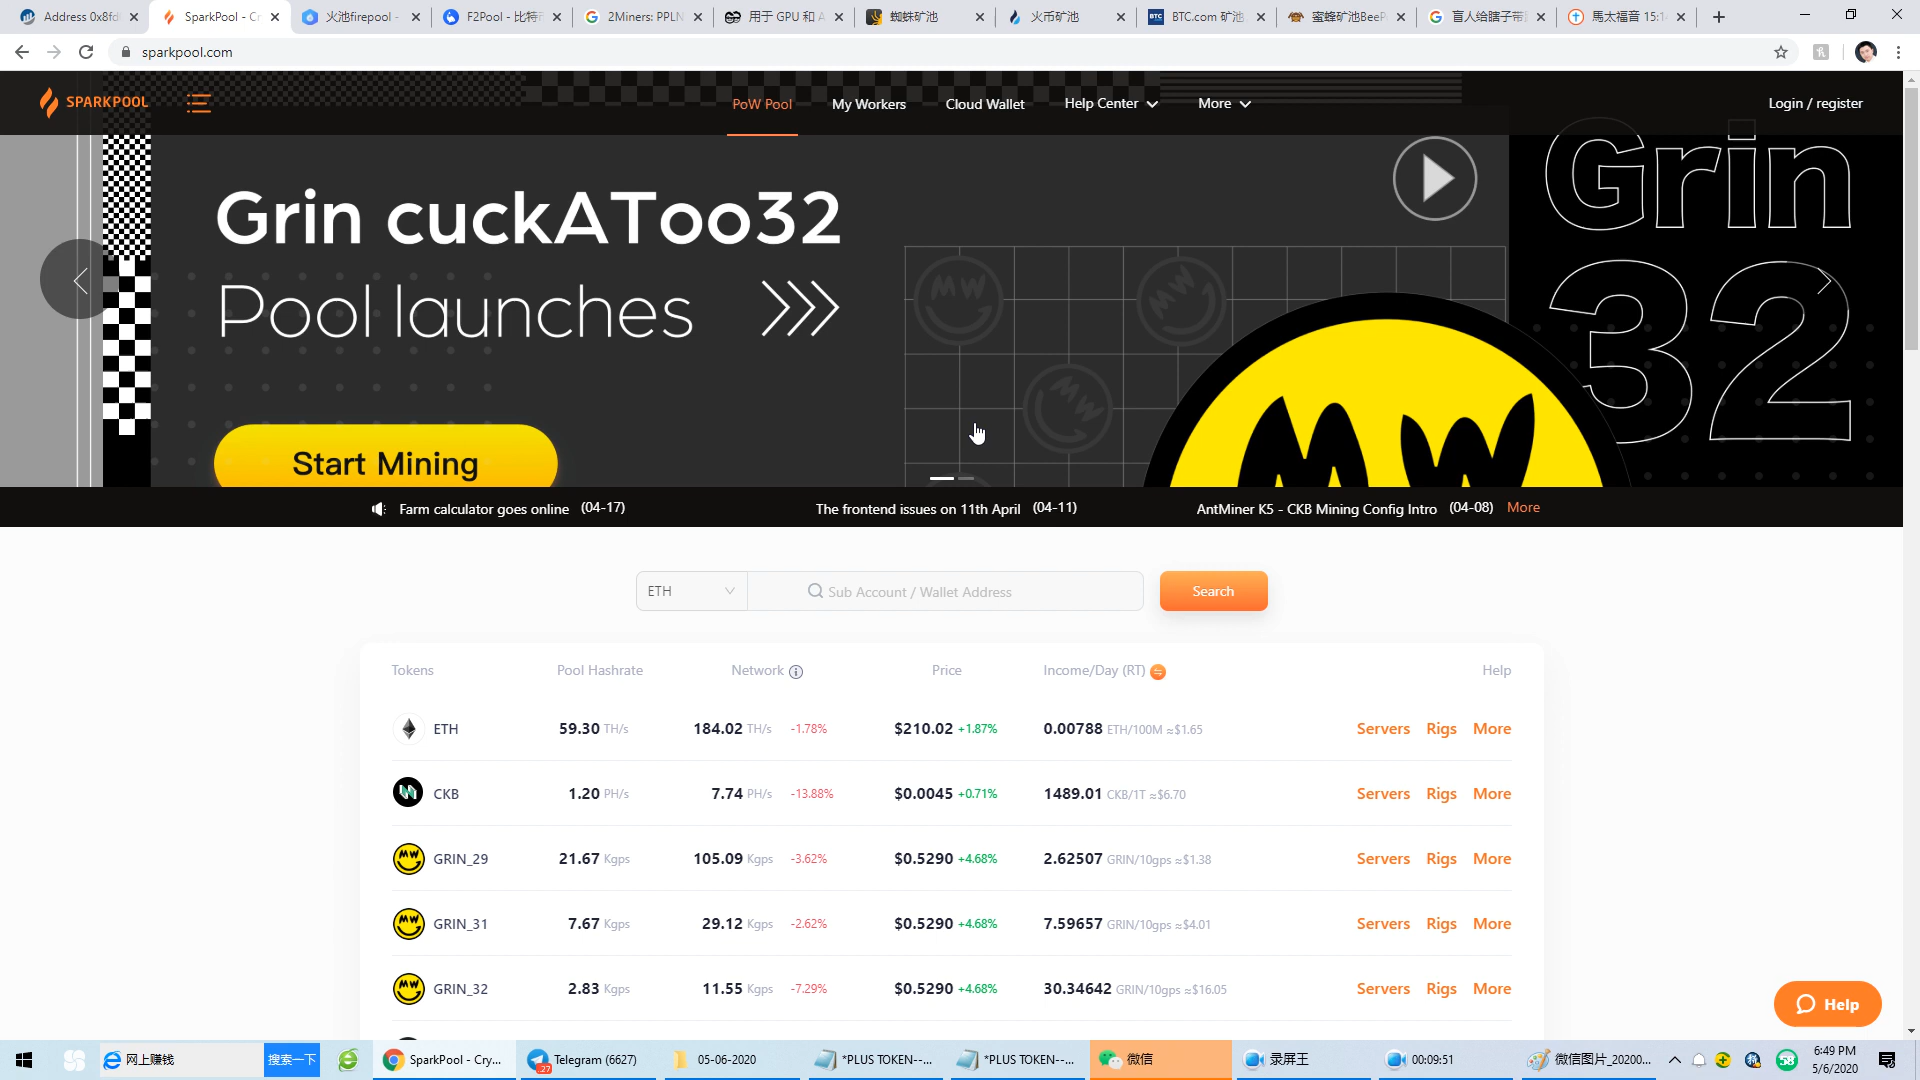 Address 0x8fd
SparkPool - Cr
火池firepool -
F2Pool - 比特
2Miners: PPLN
用于 GPU 和 A
蜘蛛矿池
火币矿池
BTC.com 矿池
蜜蜂矿池BeeP
盲人给瞎子带
馬太福音 15:1
sparkpool.com
SPARKPOOL
PoW Pool
My Workers
Cloud Wallet
Help Center
More
Login / register
Grin cuckAToo32
Pool launches
Start Mining
Grin
32
Farm calculator goes online (04-17)
The frontend issues on 11th April (04-11)
AntMiner K5 - CKB Mining Config Intro (04-08) More
ETH
Sub Account / Wallet Address
Search
Tokens Pool Hashrate Network Price Income/Day (RT) Help
ETH 59.30 TH/s 184.02 TH/s -1.78% $210.02 +1.87% 0.00788 ETH/100M ≈$1.65 Servers Rigs More
CKB 1.20 PH/s 7.74 PH/s -13.88% $0.0045 +0.71% 1489.01 CKB/1T ≈$6.70 Servers Rigs More
GRIN_29 21.67 Kgps 105.09 Kgps -3.62% $0.5290 +4.68% 2.62507 GRIN/10gps ≈$1.38 Servers Rigs More
GRIN_31 7.67 Kgps 29.12 Kgps -2.62% $0.5290 +4.68% 7.59657 GRIN/10gps ≈$4.01 Servers Rigs More
GRIN_32 2.83 Kgps 11.55 Kgps -7.29% $0.5290 +4.68% 30.34642 GRIN/10gps ≈$16.05 Servers Rigs More
Help
网上赚钱
搜索一下
SparkPool - Cry...
Telegram (6627)
05-06-2020
*PLUS TOKEN--...
*PLUS TOKEN--...
微信
录屏王
00:09:51
微信图片_20200...
58
6:49 PM
5/6/2020